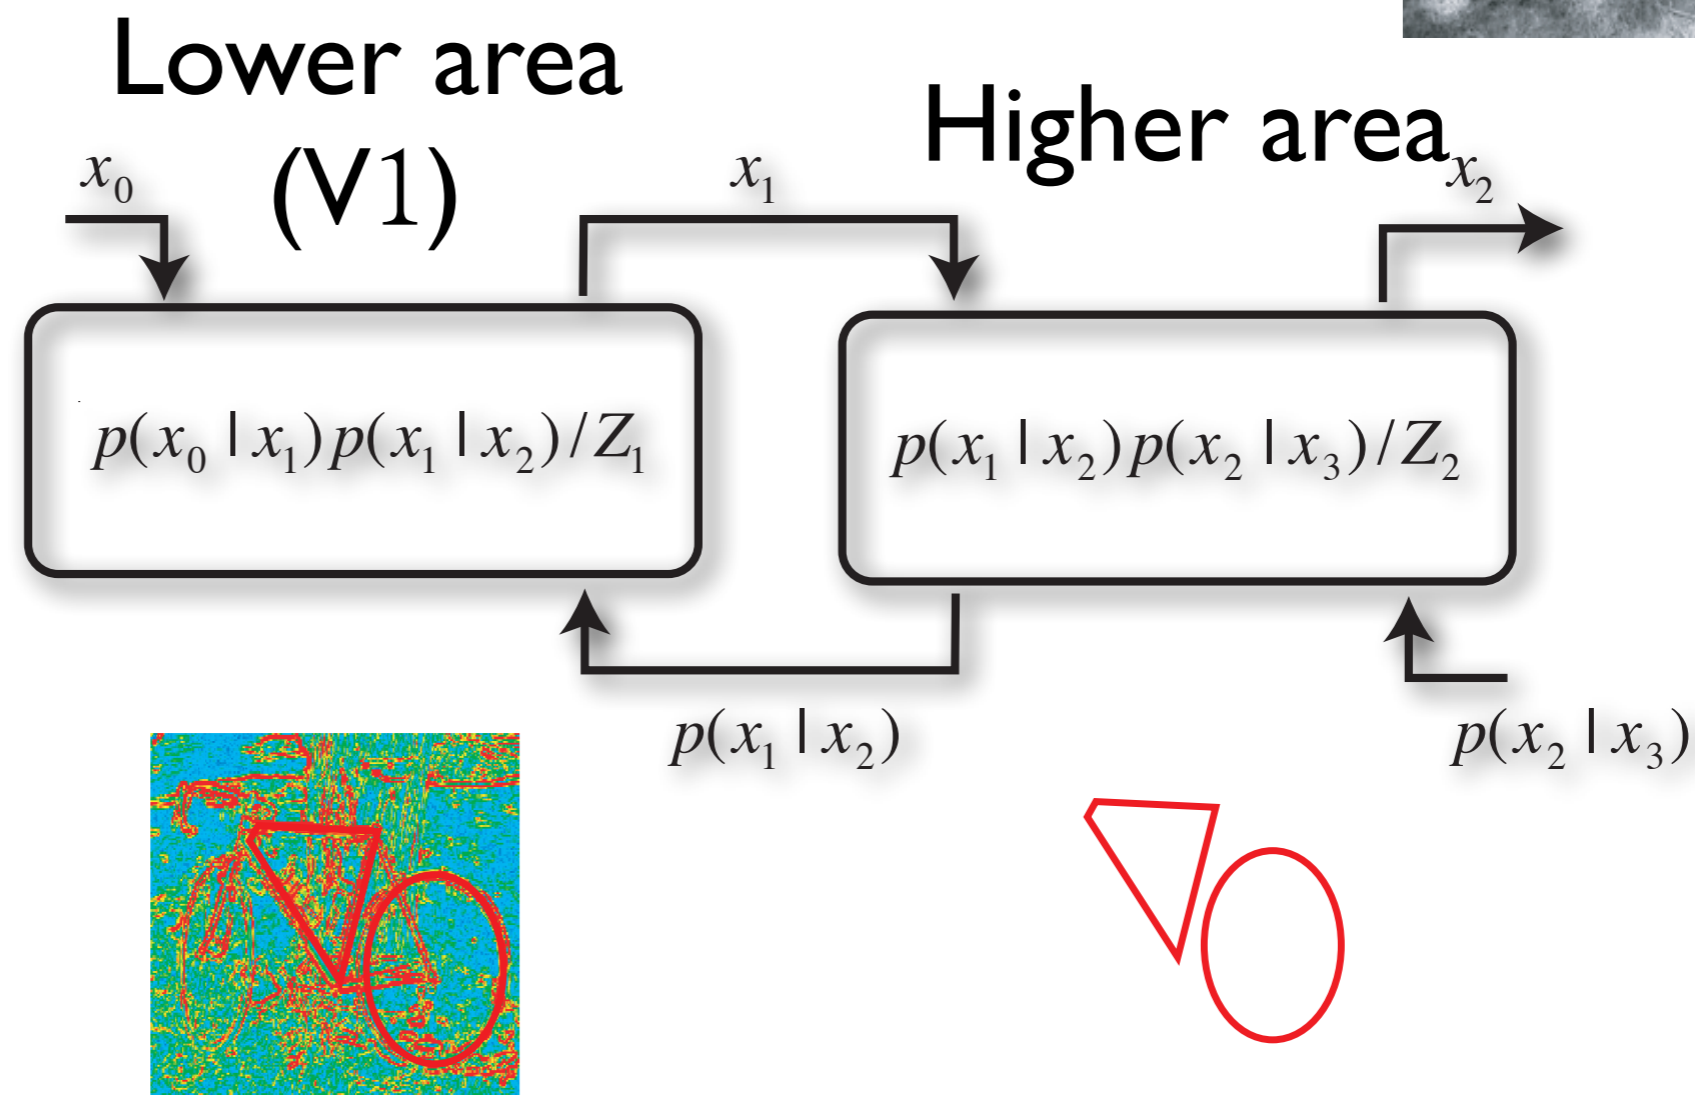 Lower area
(V1)
Higher area
x₀
x₁
x₂
p(x₀ | x₁)p(x₁ | x₂)/Z₁
p(x₁ | x₂)p(x₂ | x₃)/Z₂
p(x₁ | x₂)
p(x₂ | x₃)